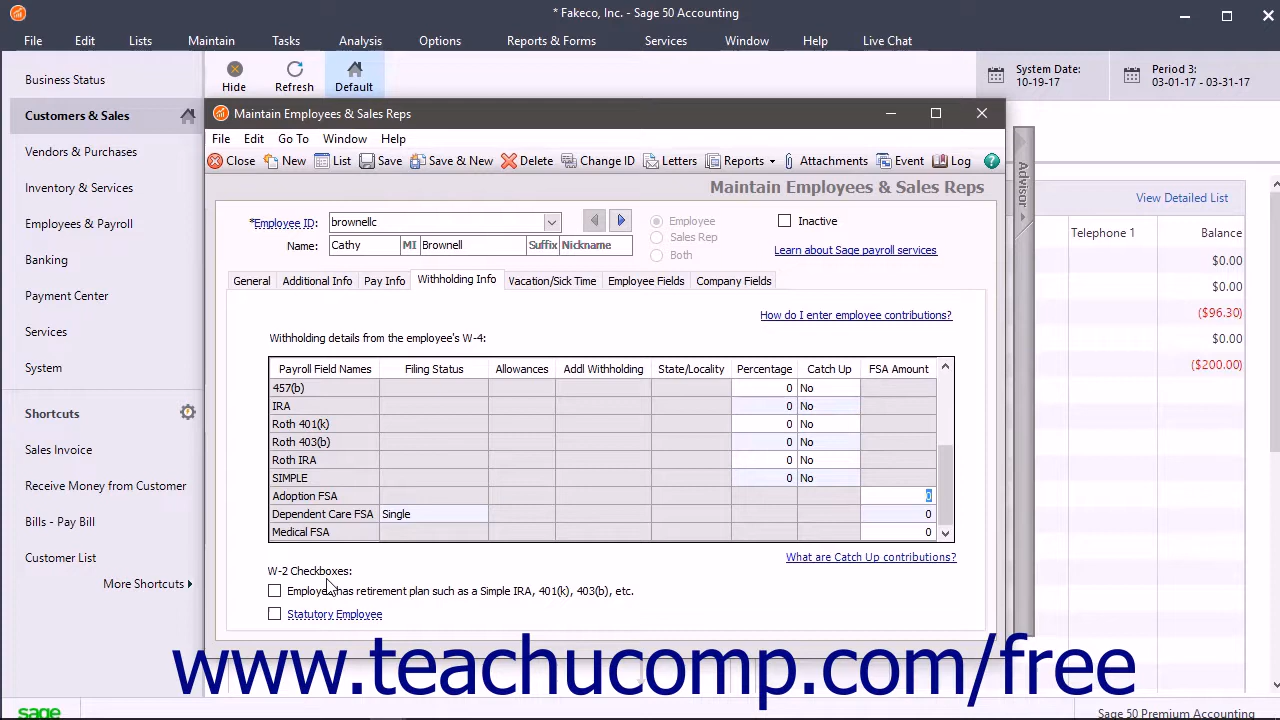 * Fakeco, Inc. - Sage 50 Accounting
File Edit Lists Maintain Tasks Analysis Options Reports & Forms Services Window Help Live Chat
Business Status
Customers & Sales
Vendors & Purchases
Inventory & Services
Employees & Payroll
Banking
Payment Center
Services
System
Shortcuts
Sales Invoice
Receive Money from Customer
Bills - Pay Bill
Customer List
More Shortcuts
sage
Hide Refresh Default
System Date:
10-19-17
Period 3:
03-01-17 - 03-31-17
Maintain Employees & Sales Reps
File Edit Go To Window Help
Close New List Save Save & New Delete Change ID Letters Reports Attachments Event Log ?
Maintain Employees & Sales Reps
*Employee ID: brownellc
Name: Cathy MI Brownell Suffix Nickname
Employee
Sales Rep
Both
Inactive
Learn about Sage payroll services
General Additional Info Pay Info Withholding Info Vacation/Sick Time Employee Fields Company Fields
How do I enter employee contributions?
Withholding details from the employee's W-4:
Payroll Field Names Filing Status Allowances Addl Withholding State/Locality Percentage Catch Up FSA Amount
457(b) 0 No
IRA 0 No
Roth 401(k) 0 No
Roth 403(b) 0 No
Roth IRA 0 No
SIMPLE 0 No
Adoption FSA 0
Dependent Care FSA Single 0
Medical FSA 0
What are Catch Up contributions?
W-2 Checkboxes:
Employee has retirement plan such as a Simple IRA, 401(k), 403(b), etc.
Statutory Employee
Advisor
View Detailed List
Telephone 1 Balance
$0.00
$0.00
($96.30)
$0.00
($200.00)
www.teachucomp.com/free
Sage 50 Premium Accounting